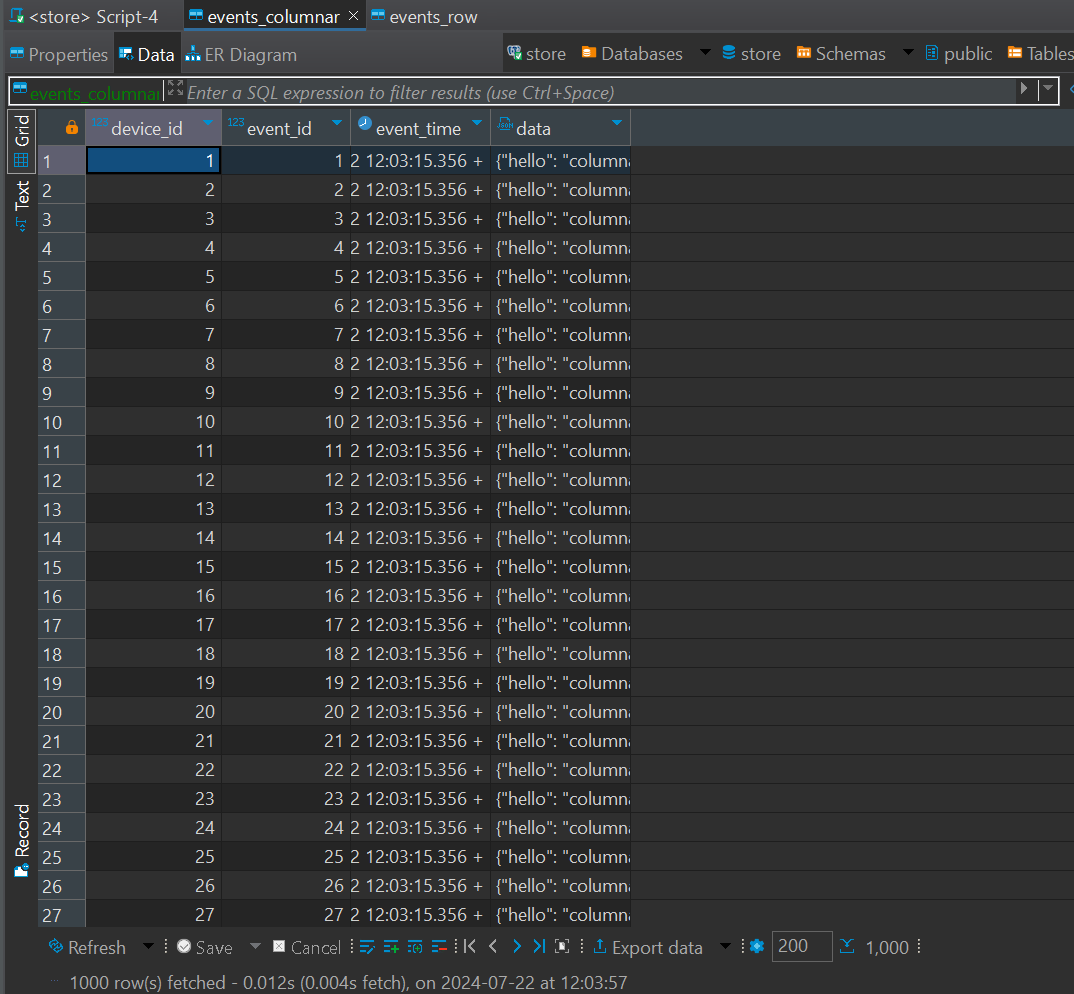 <store> Script-4 events_columnar events_row
Properties Data ER Diagram store Databases store Schemas public Tables
events_columnar Enter a SQL expression to filter results (use Ctrl+Space)
Grid
Text
Record
123 device_id 123 event_id event_time JSON data
1 1 1 2 12:03:15.356 + {"hello": "column
2 2 2 2 12:03:15.356 + {"hello": "column
3 3 3 2 12:03:15.356 + {"hello": "column
4 4 4 2 12:03:15.356 + {"hello": "column
5 5 5 2 12:03:15.356 + {"hello": "column
6 6 6 2 12:03:15.356 + {"hello": "column
7 7 7 2 12:03:15.356 + {"hello": "column
8 8 8 2 12:03:15.356 + {"hello": "column
9 9 9 2 12:03:15.356 + {"hello": "column
10 10 10 2 12:03:15.356 + {"hello": "column
11 11 11 2 12:03:15.356 + {"hello": "column
12 12 12 2 12:03:15.356 + {"hello": "column
13 13 13 2 12:03:15.356 + {"hello": "column
14 14 14 2 12:03:15.356 + {"hello": "column
15 15 15 2 12:03:15.356 + {"hello": "column
16 16 16 2 12:03:15.356 + {"hello": "column
17 17 17 2 12:03:15.356 + {"hello": "column
18 18 18 2 12:03:15.356 + {"hello": "column
19 19 19 2 12:03:15.356 + {"hello": "column
20 20 20 2 12:03:15.356 + {"hello": "column
21 21 21 2 12:03:15.356 + {"hello": "column
22 22 22 2 12:03:15.356 + {"hello": "column
23 23 23 2 12:03:15.356 + {"hello": "column
24 24 24 2 12:03:15.356 + {"hello": "column
25 25 25 2 12:03:15.356 + {"hello": "column
26 26 26 2 12:03:15.356 + {"hello": "column
27 27 27 2 12:03:15.356 + {"hello": "column
Refresh Save Cancel Export data 200 1,000
1000 row(s) fetched - 0.012s (0.004s fetch), on 2024-07-22 at 12:03:57